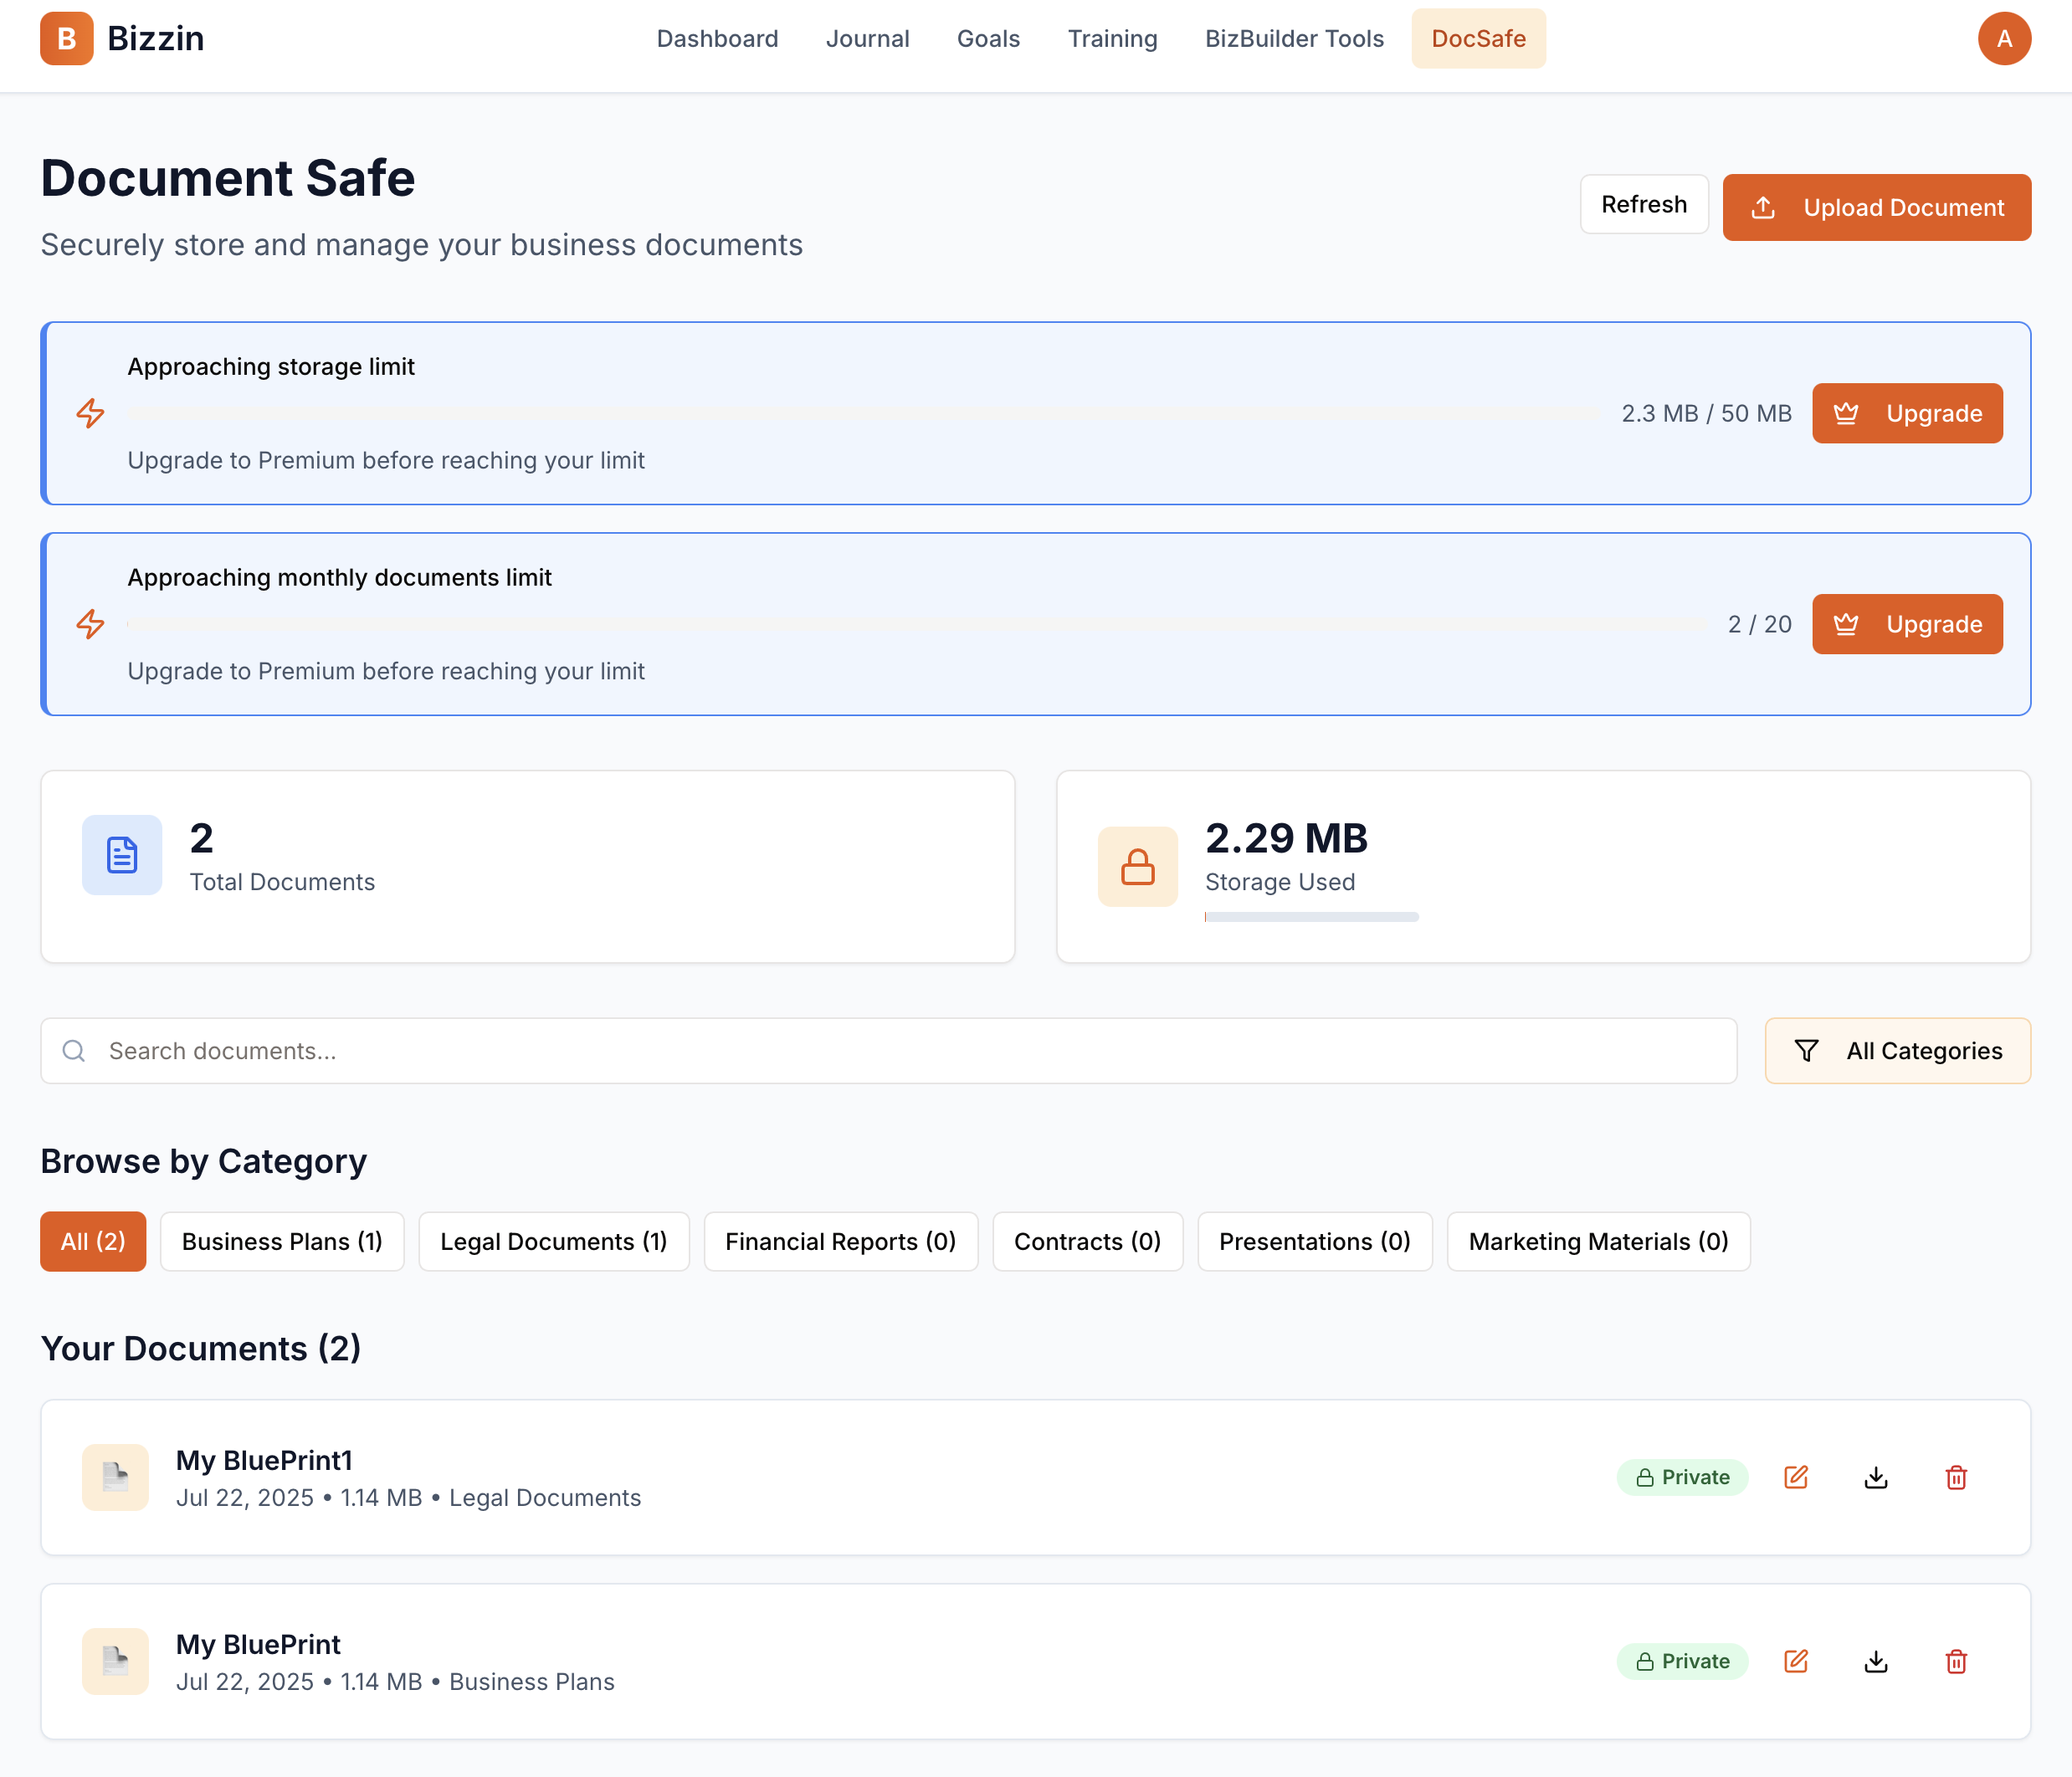 B Bizzin
Dashboard Journal Goals Training BizBuilder Tools DocSafe
A
Document Safe
Securely store and manage your business documents
Refresh
Upload Document
Approaching storage limit
2.3 MB / 50 MB
Upgrade
Upgrade to Premium before reaching your limit
Approaching monthly documents limit
2 / 20
Upgrade
Upgrade to Premium before reaching your limit
2
Total Documents
2.29 MB
Storage Used
Search documents...
All Categories
Browse by Category
All (2) Business Plans (1) Legal Documents (1) Financial Reports (0) Contracts (0) Presentations (0) Marketing Materials (0)
Your Documents (2)
My BluePrint1
Jul 22, 2025 • 1.14 MB • Legal Documents
Private
My BluePrint
Jul 22, 2025 • 1.14 MB • Business Plans
Private